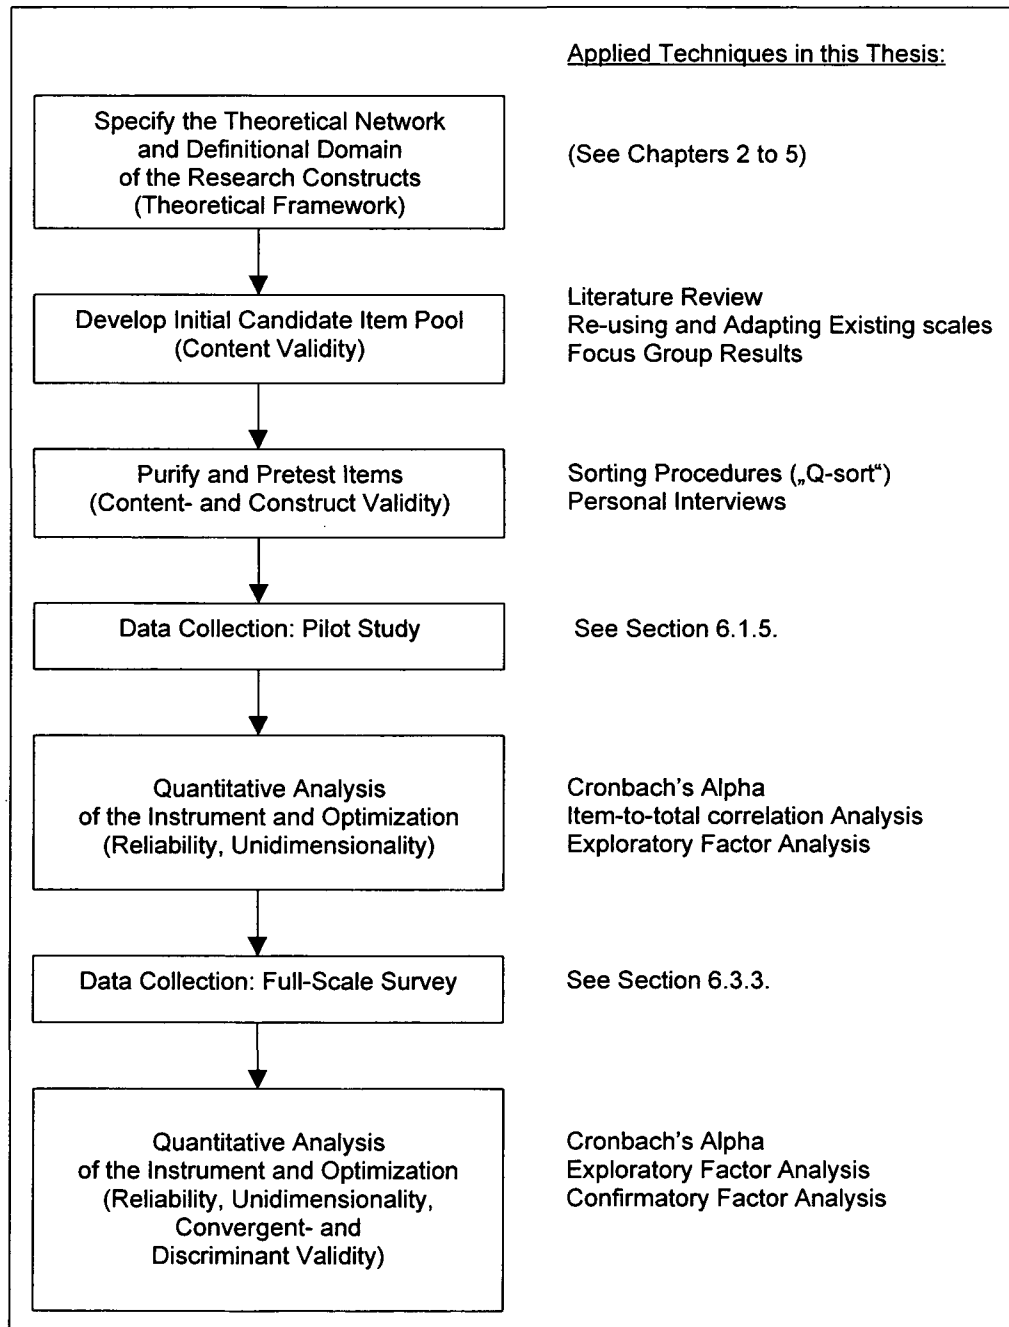 Applied Techniques in this Thesis:
Specify the Theoretical Network
and Definitional Domain
of the Research Constructs
(Theoretical Framework)
(See Chapters 2 to 5)
Develop Initial Candidate Item Pool
(Content Validity)
Literature Review
Re-using and Adapting Existing scales
Focus Group Results
Purify and Pretest Items
(Content- and Construct Validity)
Sorting Procedures („Q-sort“)
Personal Interviews
Data Collection: Pilot Study
See Section 6.1.5.
Quantitative Analysis
of the Instrument and Optimization
(Reliability, Unidimensionality)
Cronbach’s Alpha
Item-to-total correlation Analysis
Exploratory Factor Analysis
Data Collection: Full-Scale Survey
See Section 6.3.3.
Quantitative Analysis
of the Instrument and Optimization
(Reliability, Unidimensionality,
Convergent- and
Discriminant Validity)
Cronbach’s Alpha
Exploratory Factor Analysis
Confirmatory Factor Analysis